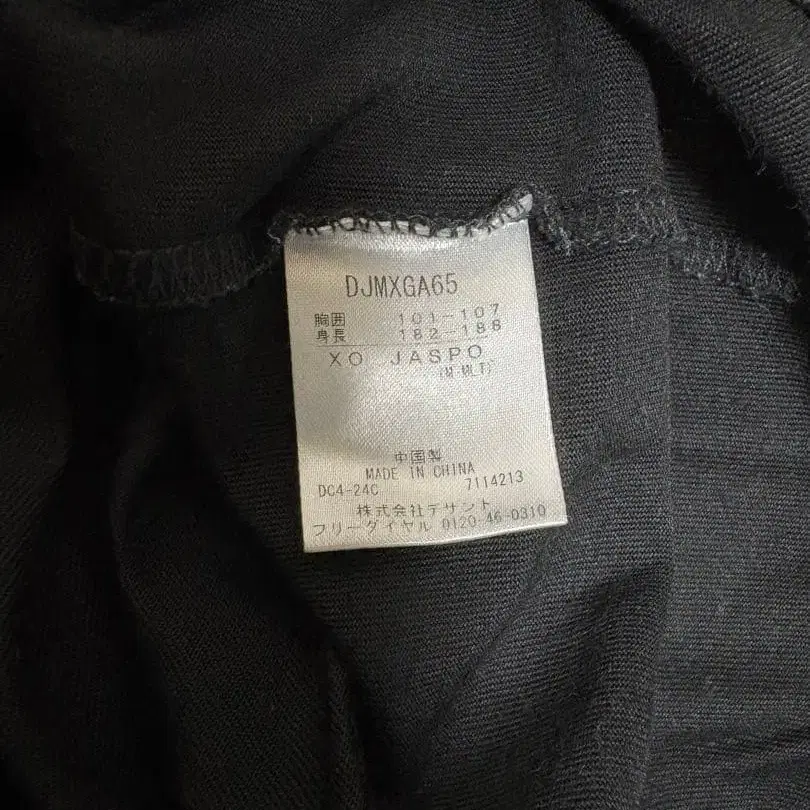 DJMXGA65
胸囲 101-107
身長 182-188
XO JASPO
(M·MLT)
中国製
MADE IN CHINA
DC4-24C 7114213
株式会社デサント
フリーダイヤル 0120-46-0310